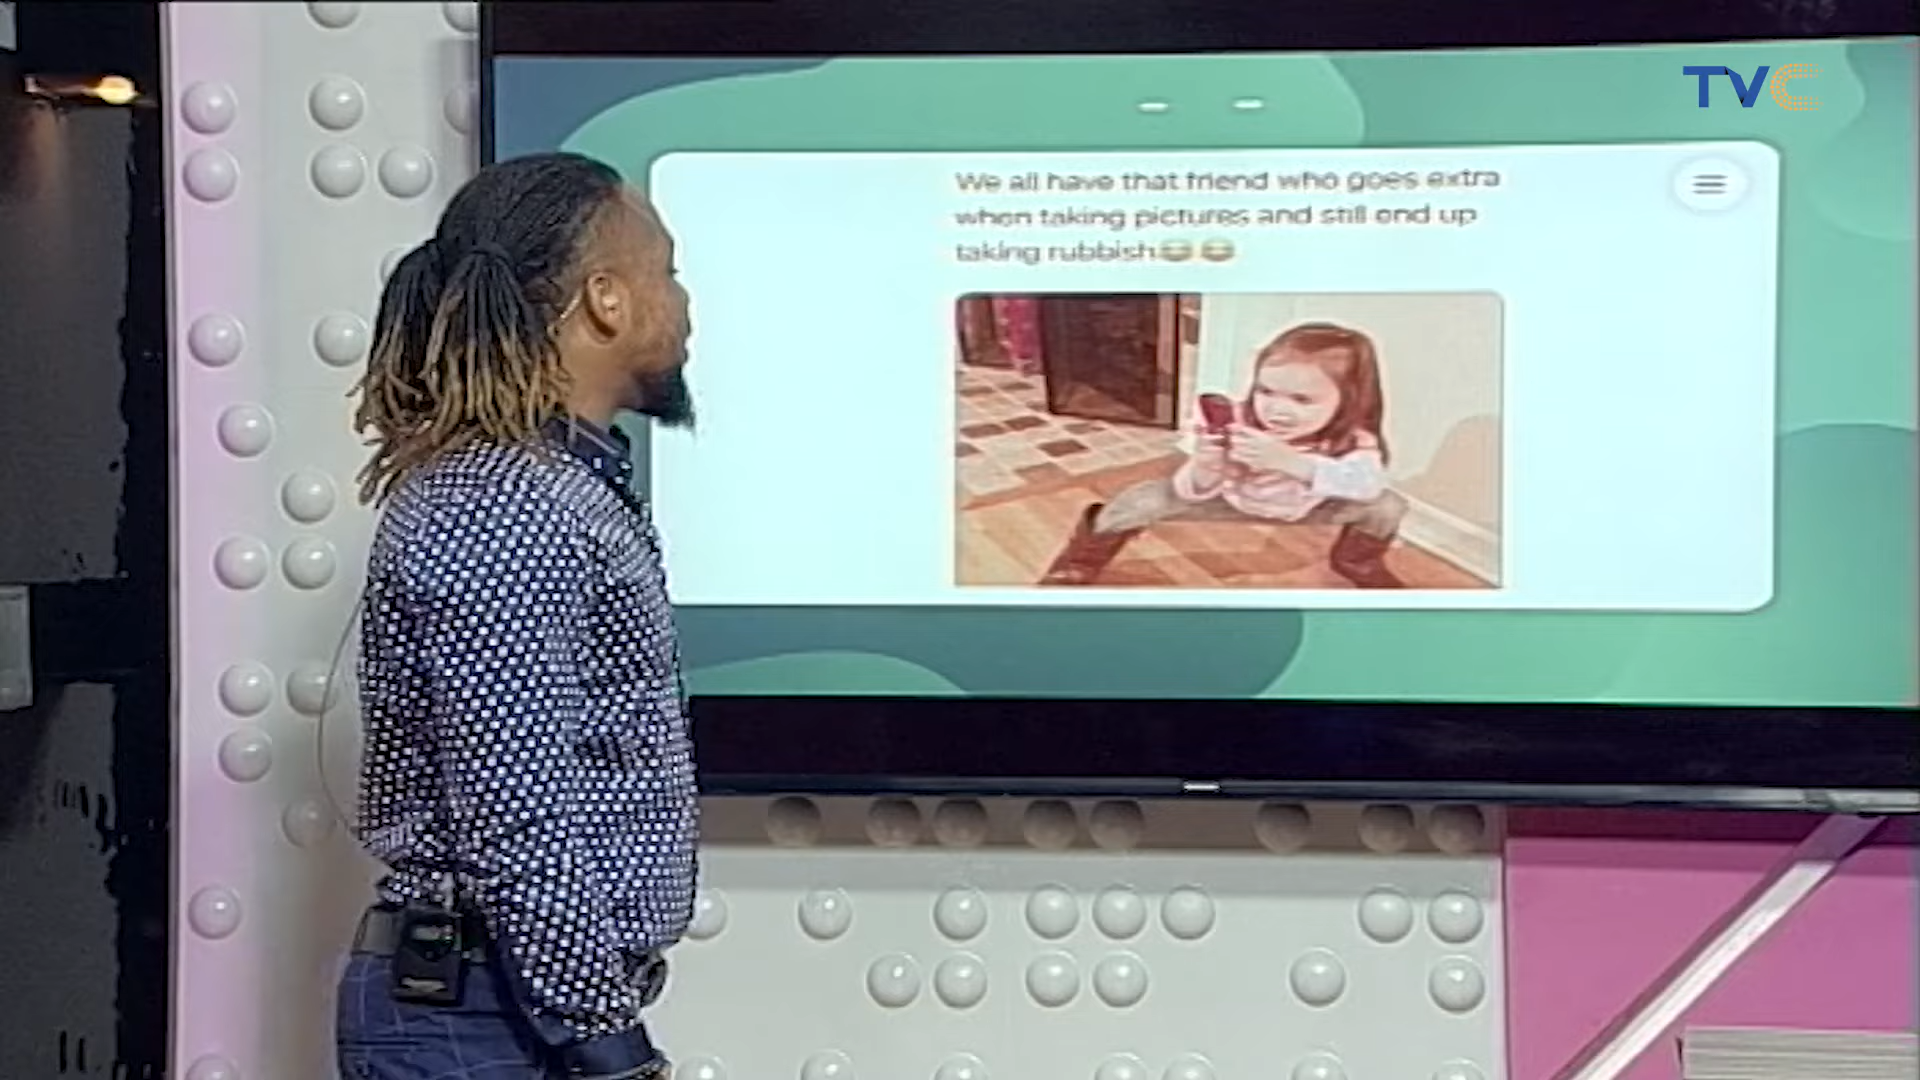 TVC
We all have that friend who goes extra
when taking pictures and still end up
taking rubbish😂😂